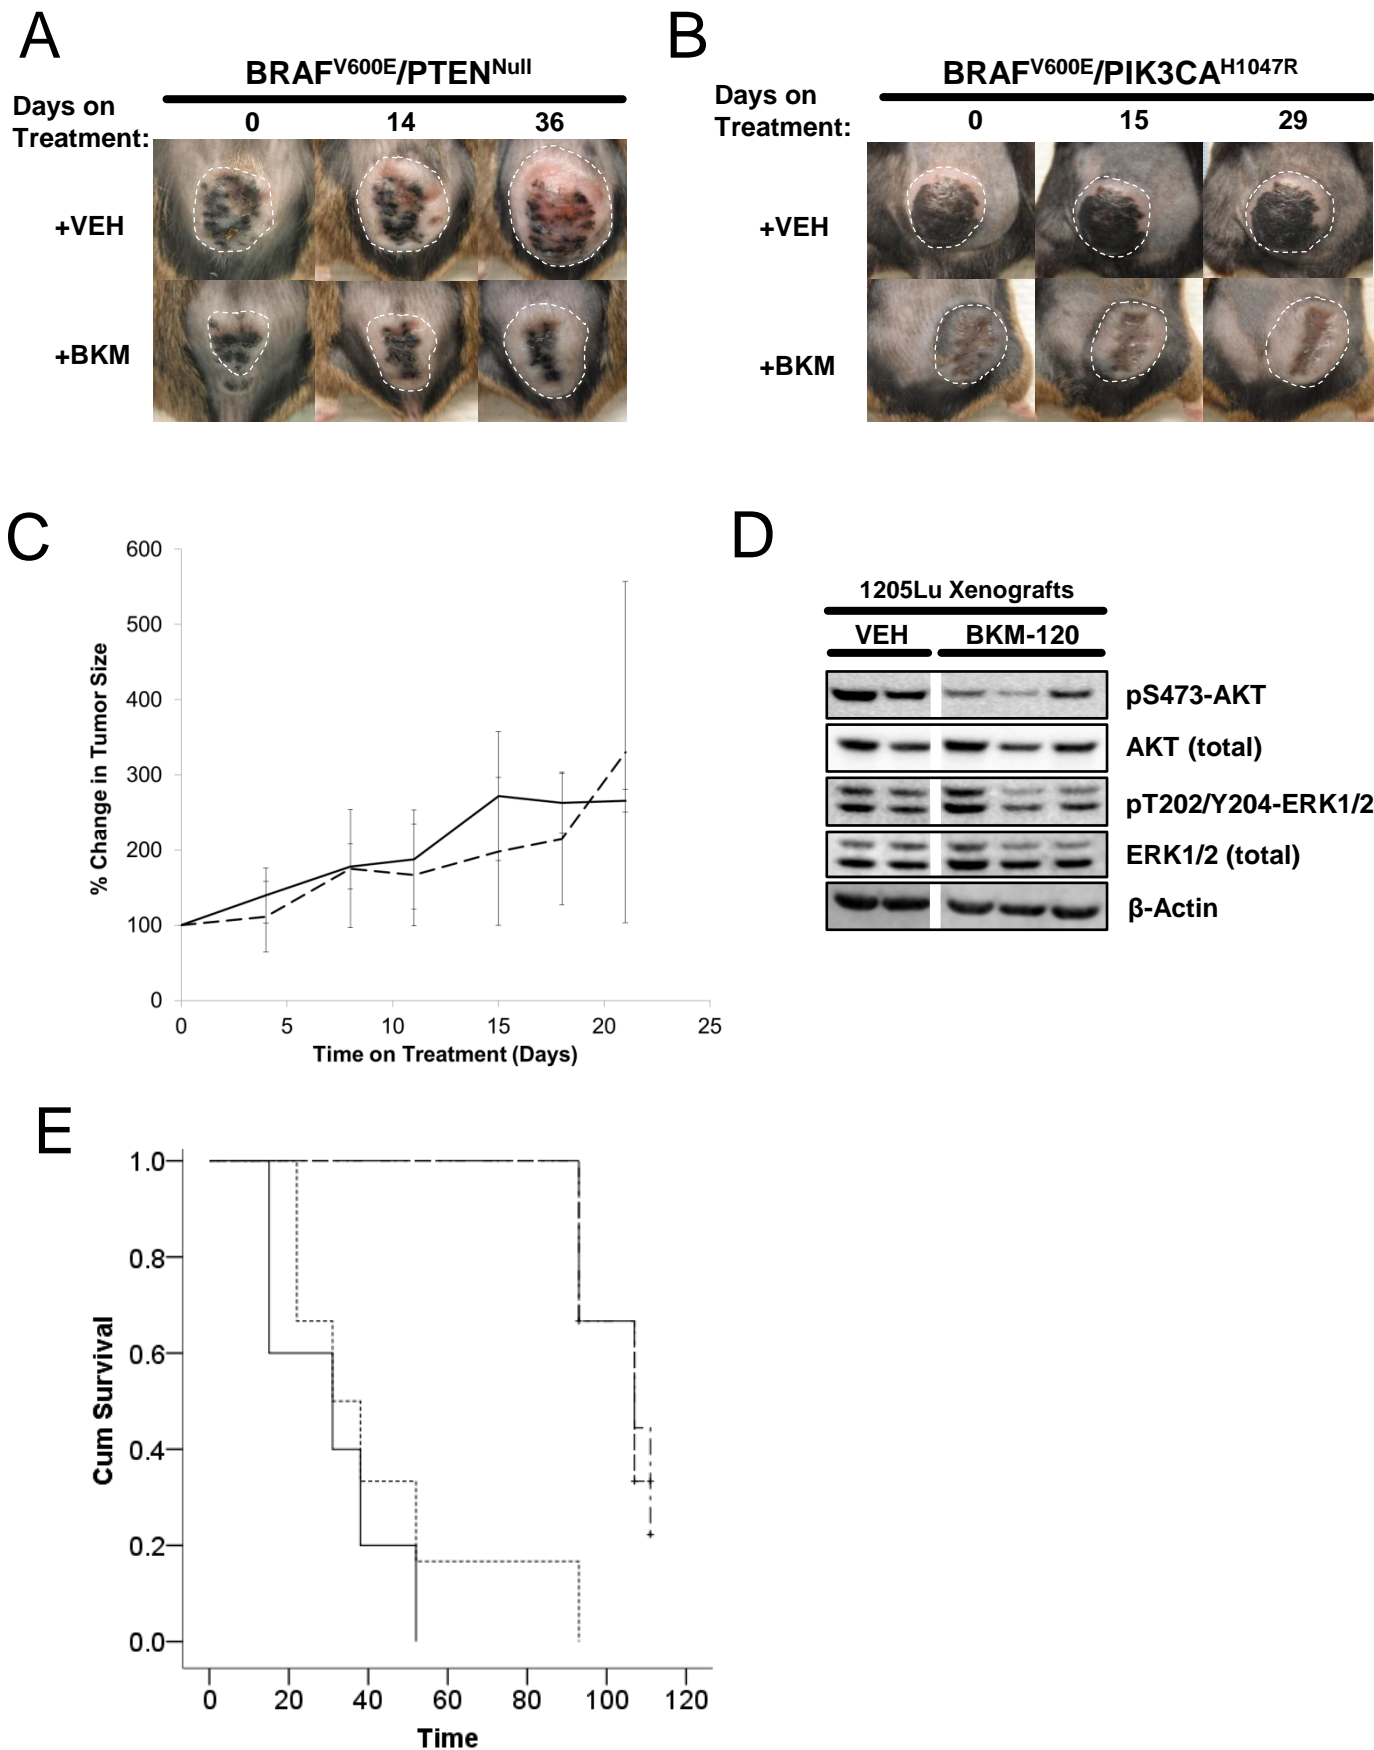 A
BRAFV600E/PTENNull
Days on
Treatment:
0 14 36
+VEH
+BKM
B
BRAFV600E/PIK3CAH1047R
Days on
Treatment:
0 15 29
+VEH
+BKM
C
% Change in Tumor Size
600
500
400
300
200
100
0
0 5 10 15 20 25
Time on Treatment (Days)
D
1205Lu Xenografts
VEH BKM-120
pS473-AKT
AKT (total)
pT202/Y204-ERK1/2
ERK1/2 (total)
β-Actin
E
Cum Survival
1.0
0.8
0.6
0.4
0.2
0.0
0 20 40 60 80 100 120
Time